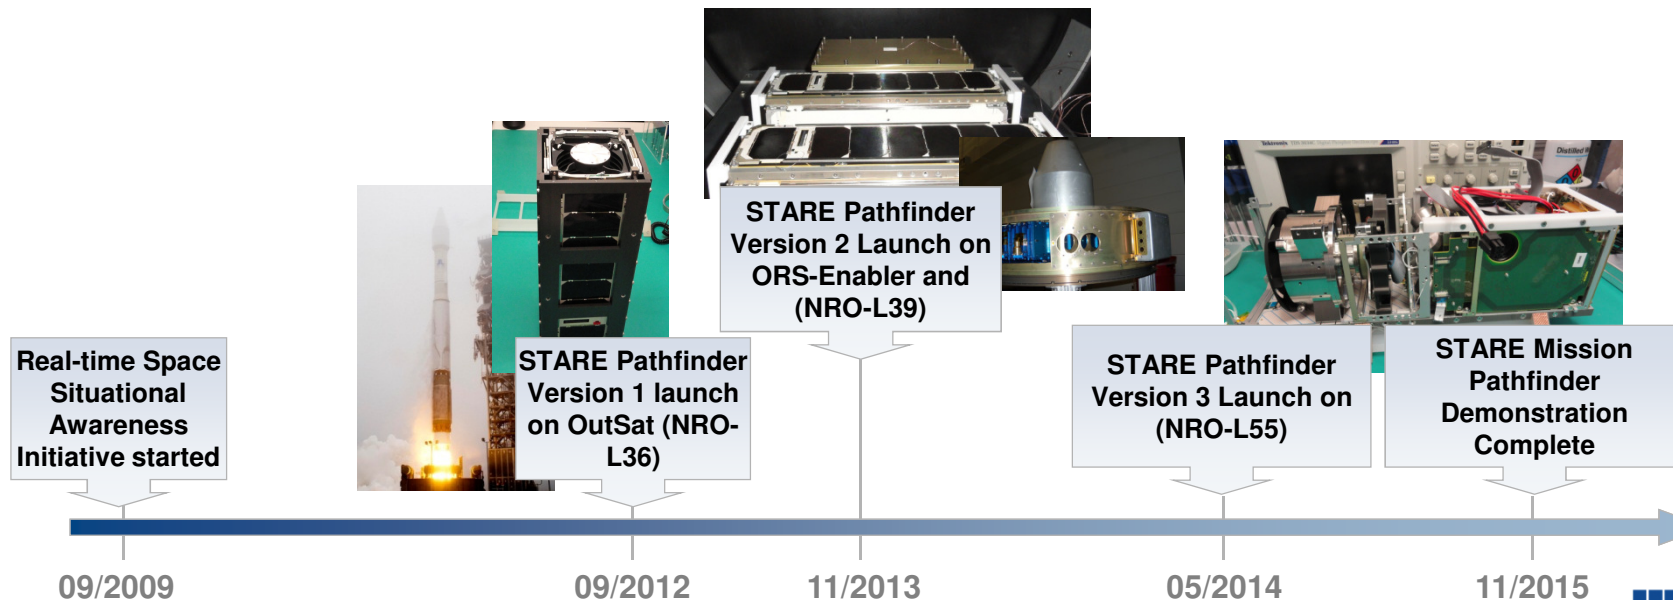 Real-time Space
Situational
Awareness
Initiative started
STARE Pathfinder
Version 1 launch
on OutSat (NRO-
L36)
STARE Pathfinder
Version 2 Launch on
ORS-Enabler and
(NRO-L39)
STARE Pathfinder
Version 3 Launch on
(NRO-L55)
STARE Mission
Pathfinder
Demonstration
Complete
Tektronix
Distilled
09/2009
09/2012
11/2013
05/2014
11/2015